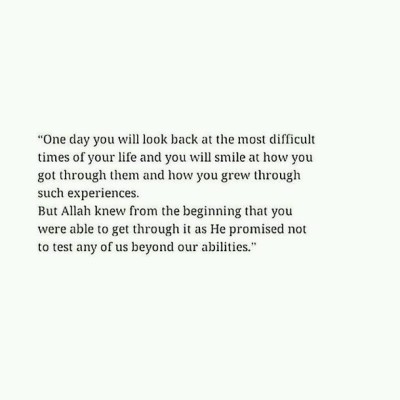 “One day you will look back at the most difficult
times of your life and you will smile at how you
got through them and how you grew through
such experiences.
But Allah knew from the beginning that you
were able to get through it as He promised not
to test any of us beyond our abilities.”